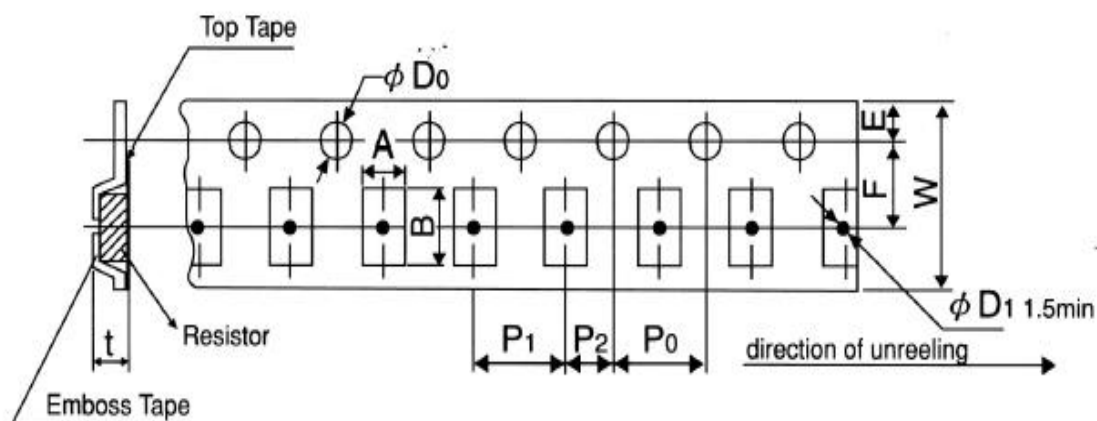 Top Tape
φ D0
A
E
F
W
B
t
Resistor
P1
P2
P0
φ D1 1.5min
direction of unreeling
Emboss Tape